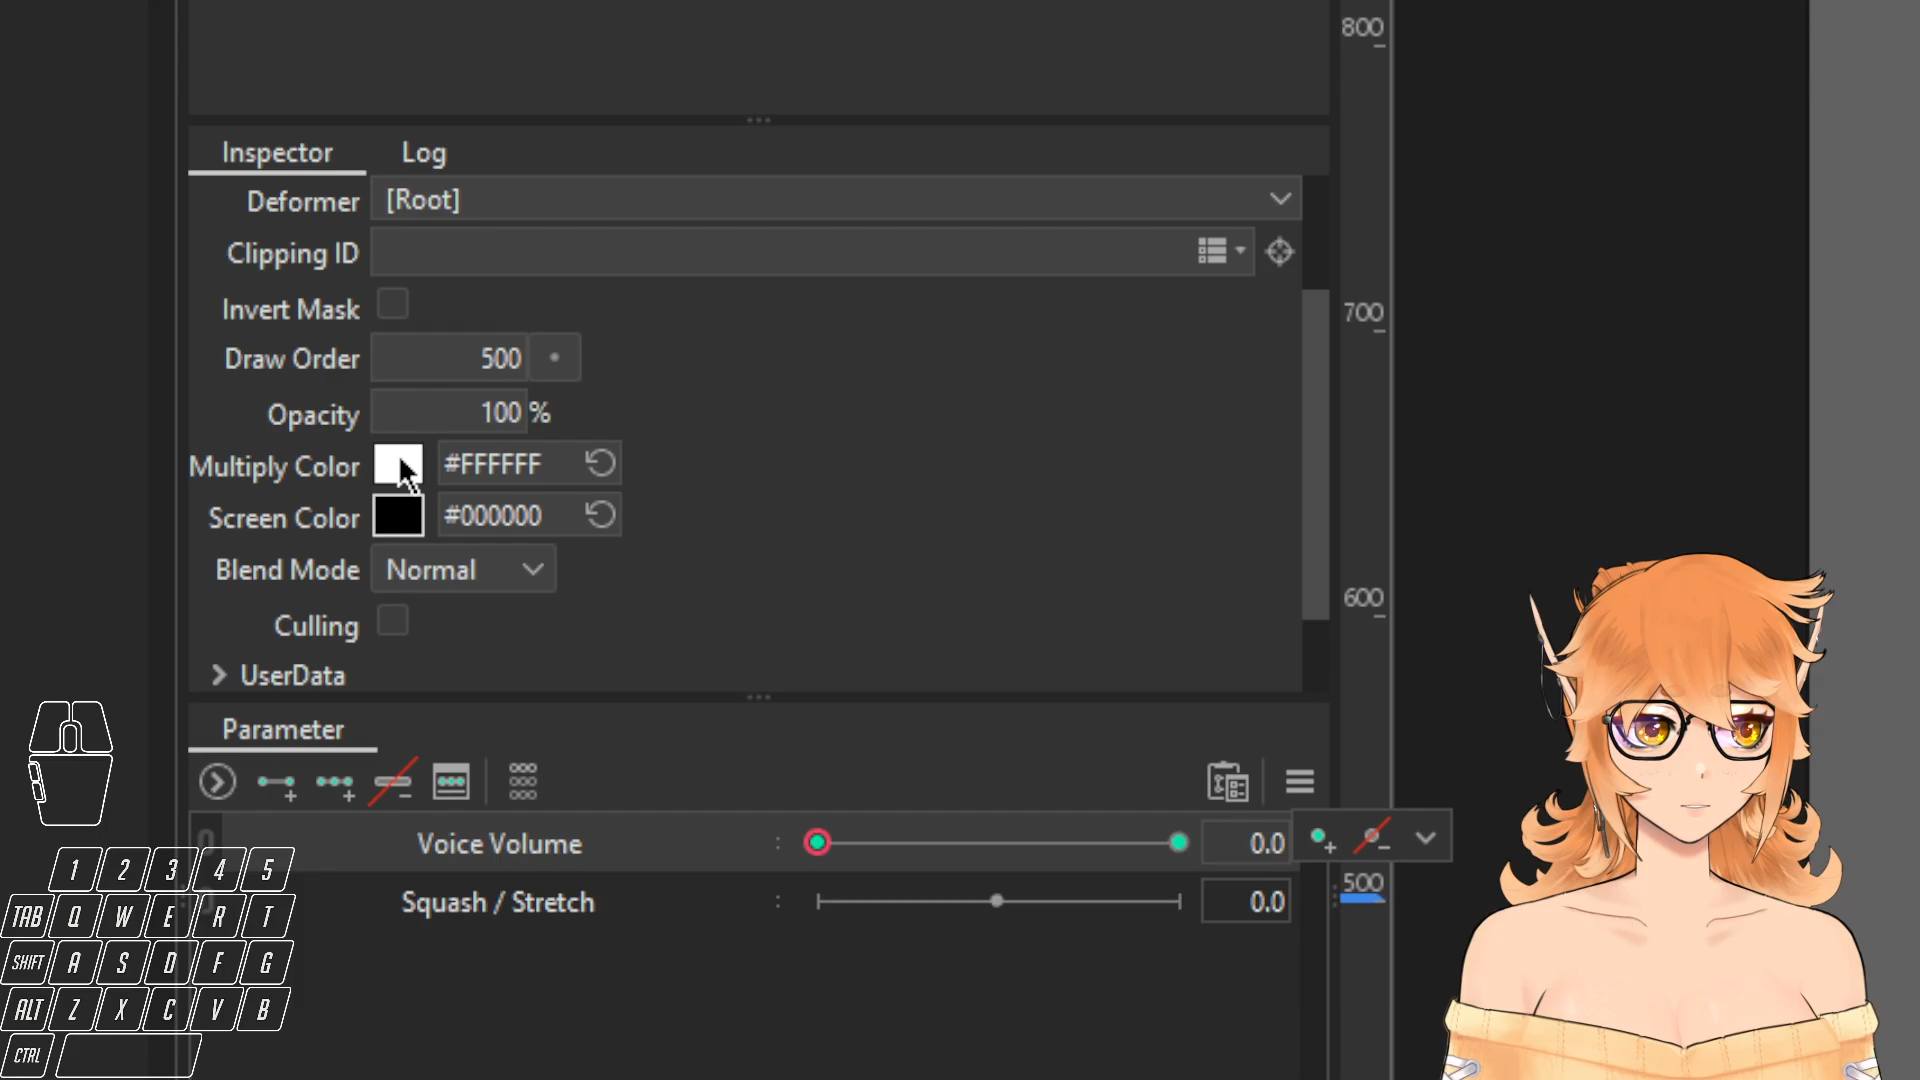 800
Inspector Log
Deformer [Root]
Clipping ID
Invert Mask
700
Draw Order 500
Opacity 100 %
Multiply Color #FFFFFF
Screen Color #000000
Blend Mode Normal
600
Culling
UserData
Parameter
Voice Volume : 0.0
500
Squash / Stretch : 0.0
1 2 3 4 5
TAB Q W E R T
SHIFT A S D F G
ALT Z X C V B
CTRL